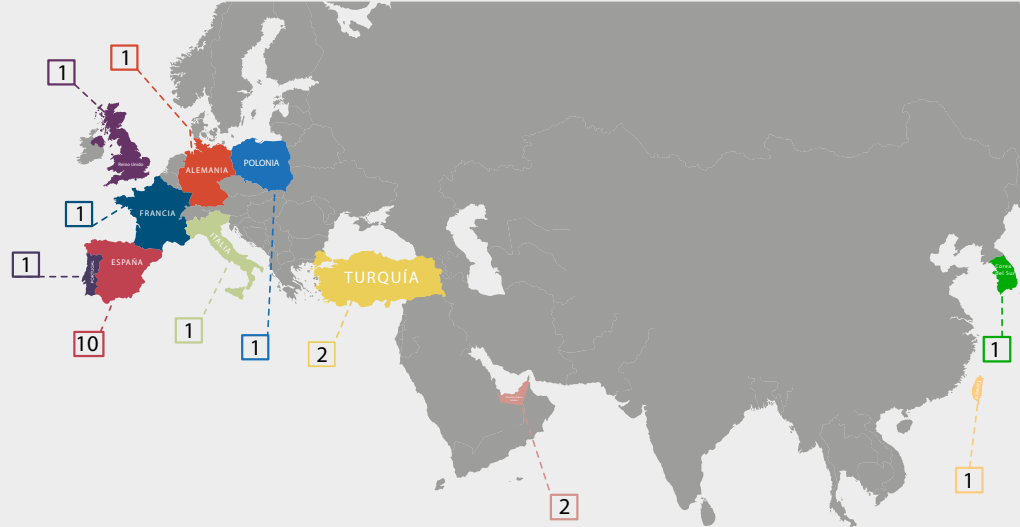 1
1
Reino Unido
ALEMANIA
POLONIA
1
FRANCIA
1
PORTUGAL
ESPAÑA
ITALIA
TURQUÍA
Corea
del Sur
10
1
1
2
1
1
2